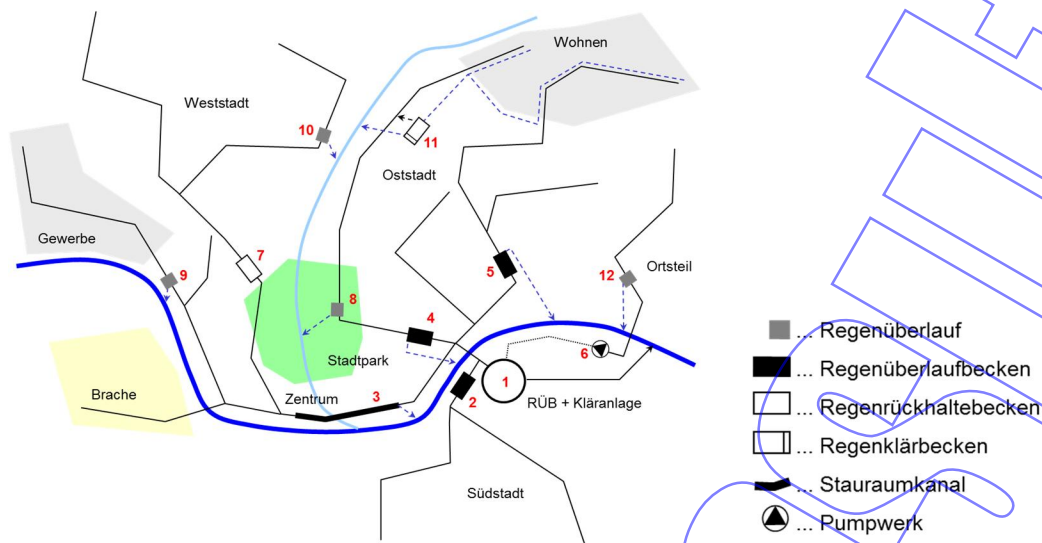 Wohnen
Weststadt
10
11
Oststadt
Gewerbe
9
7
5
12
Ortsteil
8
4
Stadtpark
6
1
Brache
Zentrum
3
2
RÜB + Kläranlage
Südstadt
... Regenüberlauf
... Regenüberlaufbecken
... Regenrückhaltebecken
... Regenklärbecken
... Stauraumkanal
... Pumpwerk